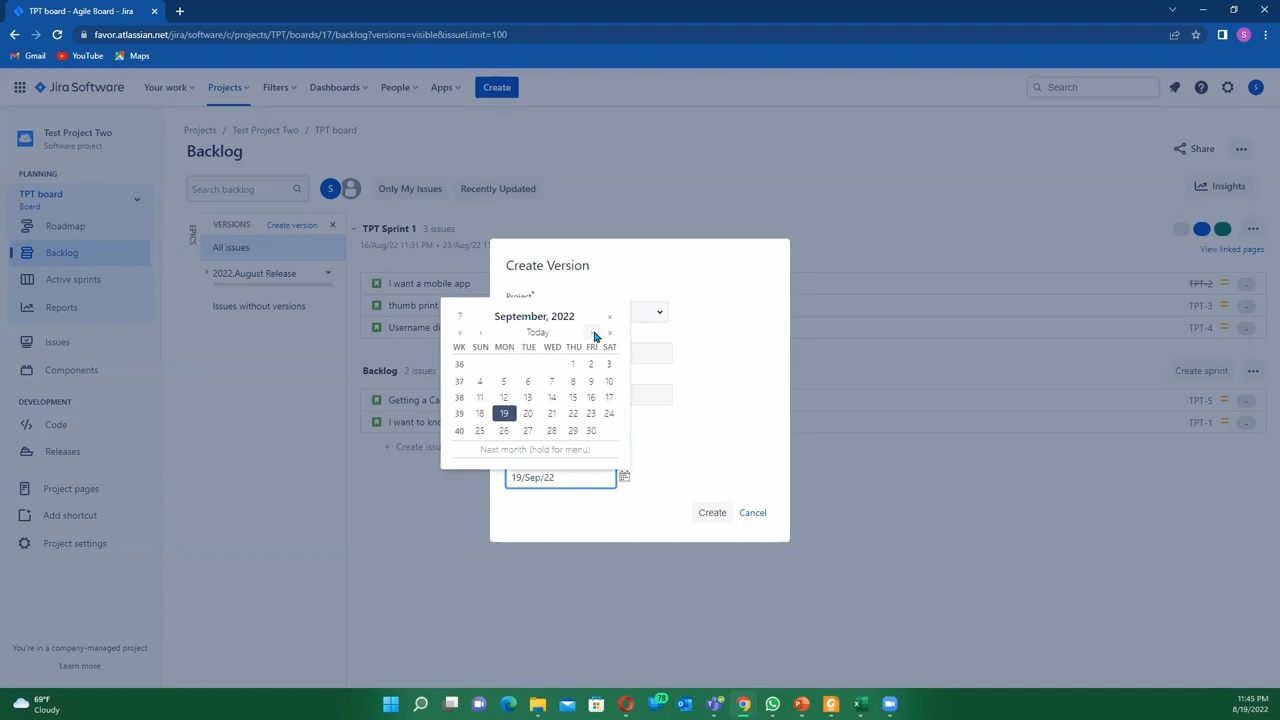 TPT board - Agile Board - Jira
favor.atlassian.net/jira/software/c/projects/TPT/boards/17/backlog?versions=visible&issueLimit=100
S
Gmail YouTube Maps
Jira Software Your work Projects Filters Dashboards People Apps Create Search S
Test Project Two
Software project
Projects / Test Project Two / TPT board
Backlog
Share
PLANNING
TPT board
Board
Search backlog S Only My Issues Recently Updated Insights
Roadmap
Backlog
Active sprints
Reports
Issues
Components
DEVELOPMENT
Code
Releases
Project pages
Add shortcut
Project settings
You're in a company-managed project
Learn more
EPICS
VERSIONS Create version
All issues
2022.August Release
Issues without versions
TPT Sprint 1 3 issues
16/Aug/22 11:31 PM • 23/Aug/22 11
View linked pages
I want a mobile app TPT-2 -
thumb print TPT-3 -
Username di TPT-4 -
Backlog 2 issues Create sprint
Getting a Ca TPT-5 -
I want to kno TPT-1 -
+ Create issu
Create Version
Project*
? September, 2022 ×
« ‹ Today › »
WK SUN MON TUE WED THU FRI SAT
36 1 2 3
37 4 5 6 7 8 9 10
38 11 12 13 14 15 16 17
39 18 19 20 21 22 23 24
40 25 26 27 28 29 30
Next month (hold for menu)
19/Sep/22
Create Cancel
69°F
Cloudy
78
11:45 PM
8/19/2022